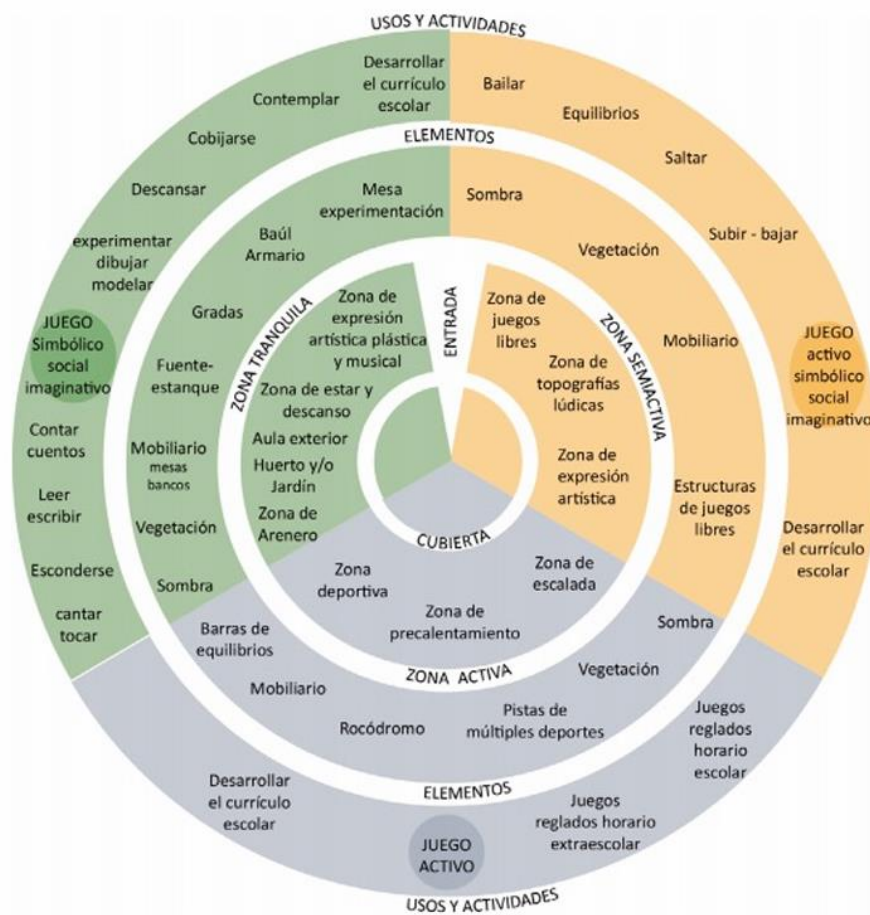 USOS Y ACTIVIDADES
Desarrollar
el currículo
escolar
Contemplar
Cobijarse
Descansar
experimentar
dibujar
modelar
JUEGO
Simbólico
social
imaginativo
Contar
cuentos
Leer
escribir
Esconderse
cantar
tocar
Bailar
Equilibrios
Saltar
Subir - bajar
JUEGO
activo
simbólico
social
imaginativo
Desarrollar
el currículo
escolar
ELEMENTOS
Mesa
experimentación
Baúl
Armario
Gradas
Fuente-
estanque
Mobiliario
mesas
bancos
Vegetación
Sombra
Sombra
Vegetación
Mobiliario
Estructuras
de juegos
libres
ZONA TRANQUILA
ENTRADA
ZONA SEMIACTIVA
Zona de
expresión
artística plástica
y musical
Zona de estar y
descanso
Aula exterior
Huerto y/o
Jardín
Zona de
Arenero
Zona de
juegos
libres
Zona de
topografías
lúdicas
Zona de
expresión
artística
CUBIERTA
Zona
deportiva
Zona de
precalentamiento
Zona de
escalada
ZONA ACTIVA
Barras de
equilibrios
Mobiliario
Rocódromo
Pistas de
múltiples deportes
Vegetación
Sombra
ELEMENTOS
Desarrollar
el currículo
escolar
JUEGO
ACTIVO
Juegos
reglados horario
extraescolar
Juegos
reglados
horario
escolar
USOS Y ACTIVIDADES